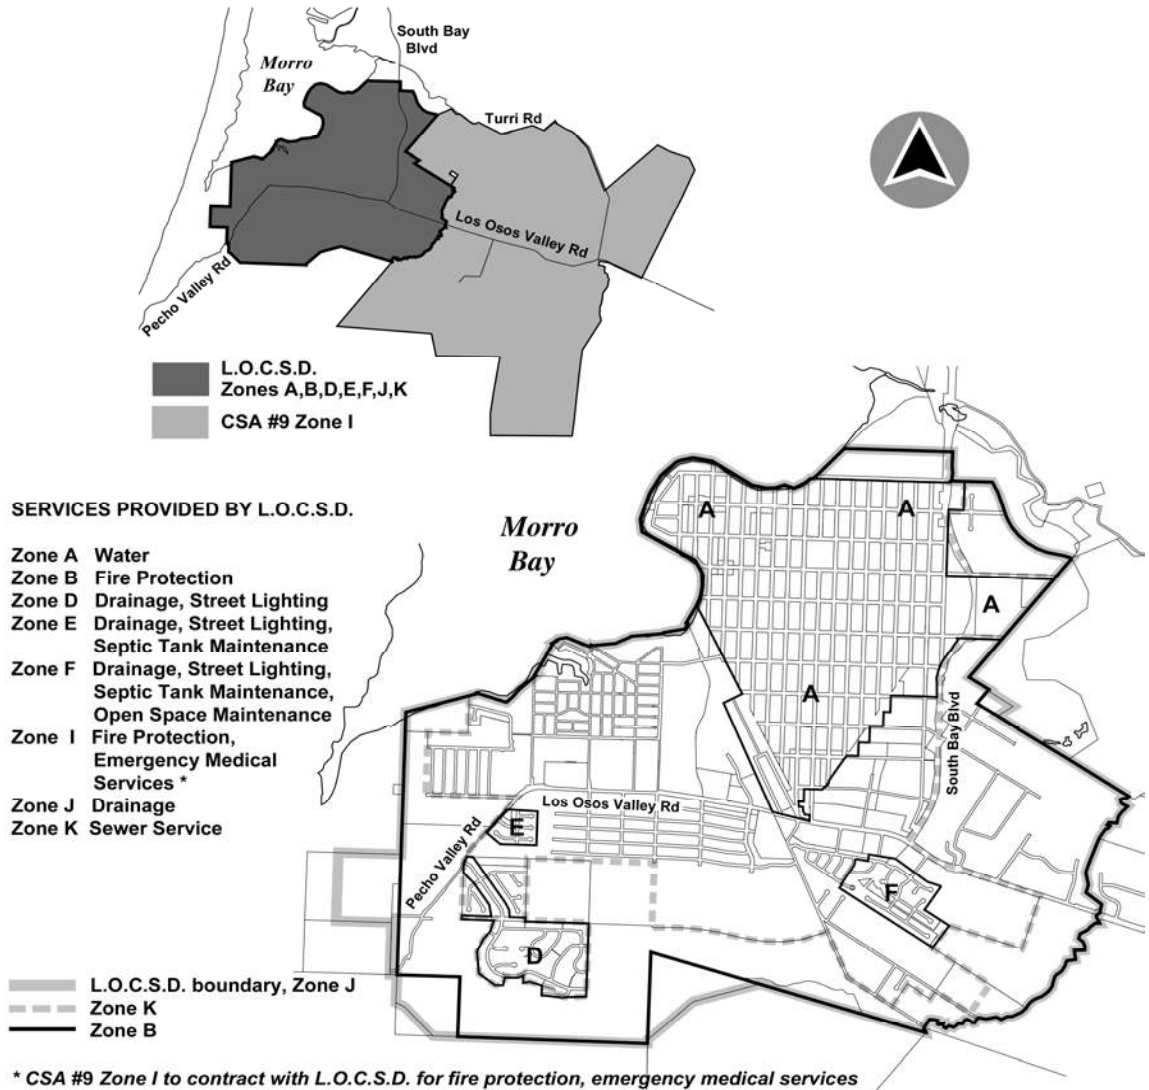 South Bay
Blvd
Morro
Bay
Turri Rd
Los Osos Valley Rd
Pecho Valley Rd
L.O.C.S.D.
Zones A,B,D,E,F,J,K
CSA #9 Zone I
SERVICES PROVIDED BY L.O.C.S.D.
Zone A Water
Zone B Fire Protection
Zone D Drainage, Street Lighting
Zone E Drainage, Street Lighting,
Septic Tank Maintenance
Zone F Drainage, Street Lighting,
Septic Tank Maintenance,
Open Space Maintenance
Zone I Fire Protection,
Emergency Medical
Services *
Zone J Drainage
Zone K Sewer Service
Morro
Bay
A
A
A
A
South Bay Blvd
Los Osos Valley Rd
E
Pecho Valley Rd
F
D
L.O.C.S.D. boundary, Zone J
Zone K
Zone B
* CSA #9 Zone I to contract with L.O.C.S.D. for fire protection, emergency medical services